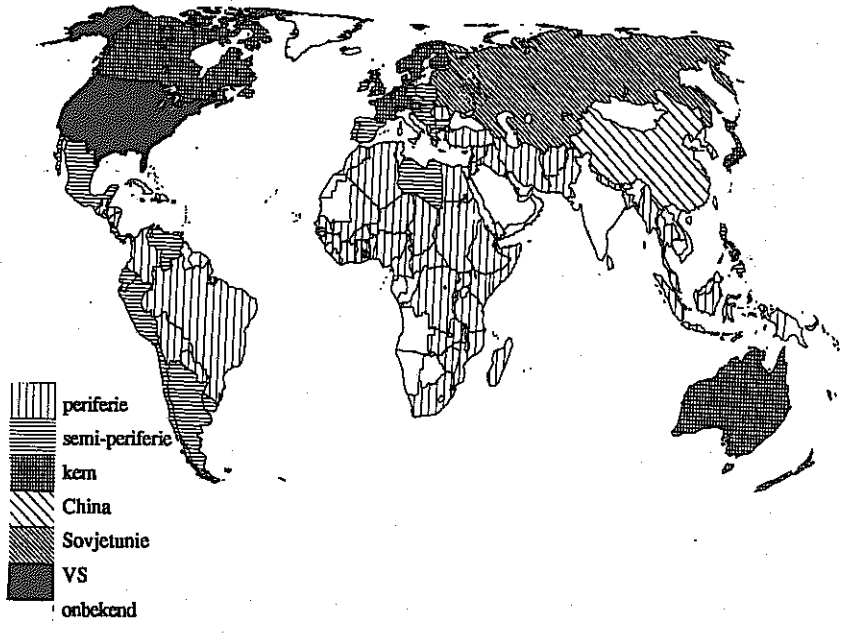 periferie
semi-periferie
kern
China
Sovjetunie
VS
onbekend